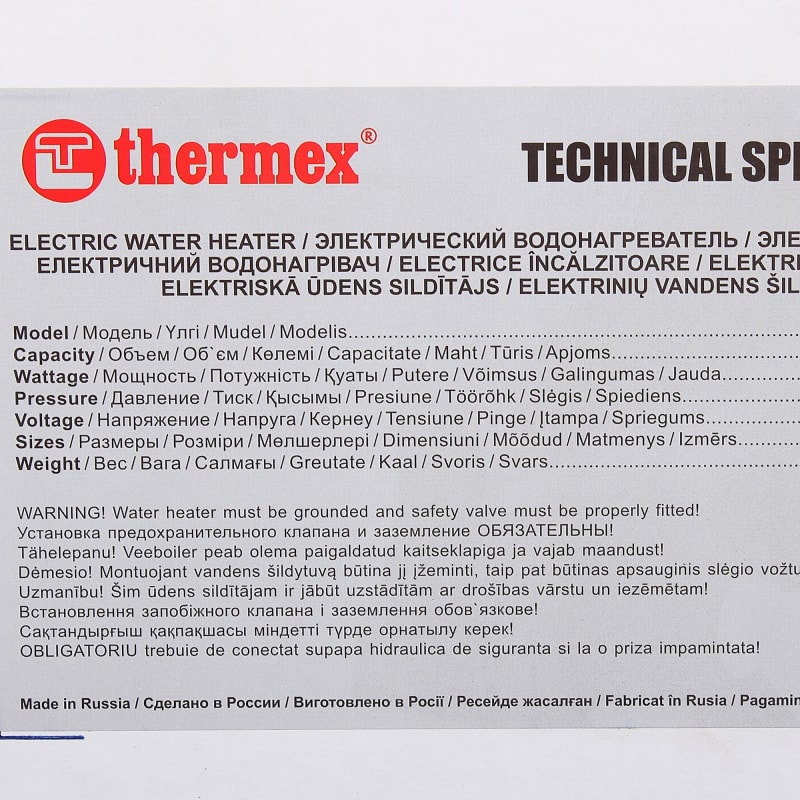 thermex®
TECHNICAL
ELECTRIC WATER HEATER / ЭЛЕКТРИЧЕСКИЙ ВОДОНАГРЕВАТЕЛЬ /
ЕЛЕКТРИЧНИЙ ВОДОНАГРІВАЧ / ELECTRICE ÎNCĂLZITOARE /
ELEKTRISKĀ ŪDENS SILDĪTĀJS / ELEKTRINIŲ VANDENS
Model / Модель / Үлгі / Mudel / Modelis
Capacity / Объем / Об`єм / Көлемі / Capacitate / Maht / Tūris / Apjoms
Wattage / Мощность / Потужність / Қуаты / Putere / Võimsus / Galingumas / Jauda
Pressure / Давление / Тиск / Қысымы / Presiune / Töörõhk / Slėgis / Spiediens
Voltage / Напряжение / Напруга / Кернеу / Tensiune / Pinge / Įtampa / Spriegums
Sizes / Размеры / Розміри / Мөлшерлері / Dimensiuni / Mõõdud / Matmenys / Izmērs
Weight / Вес / Вага / Салмағы / Greutate / Kaal / Svoris / Svars
WARNING! Water heater must be grounded and safety valve must be properly fitted!
Установка предохранительного клапана и заземление ОБЯЗАТЕЛЬНЫ!
Tähelepanu! Veeboiler peab olema paigaldatud kaitseklapiga ja vajab maandust!
Dėmesio! Montuojant vandens šildytuvą būtina jį įžeminti, taip pat būtinas apsauginis slėgio
Uzmanību! Šim ūdens sildītājam ir jābūt uzstādītām ar drošības vārstu un iezēmētam!
Встановлення запобіжного клапана і заземлення обов`язкове!
Сақтандырғыш қақпақшасы міндетті түрде орнатылу керек!
OBLIGATORIU trebuie de conectat supapa hidraulica de siguranta si la o priza impamintata!
Made in Russia / Сделано в России / Виготовлено в Росії / Ресейде жасалған / Fabricat în Rusia /